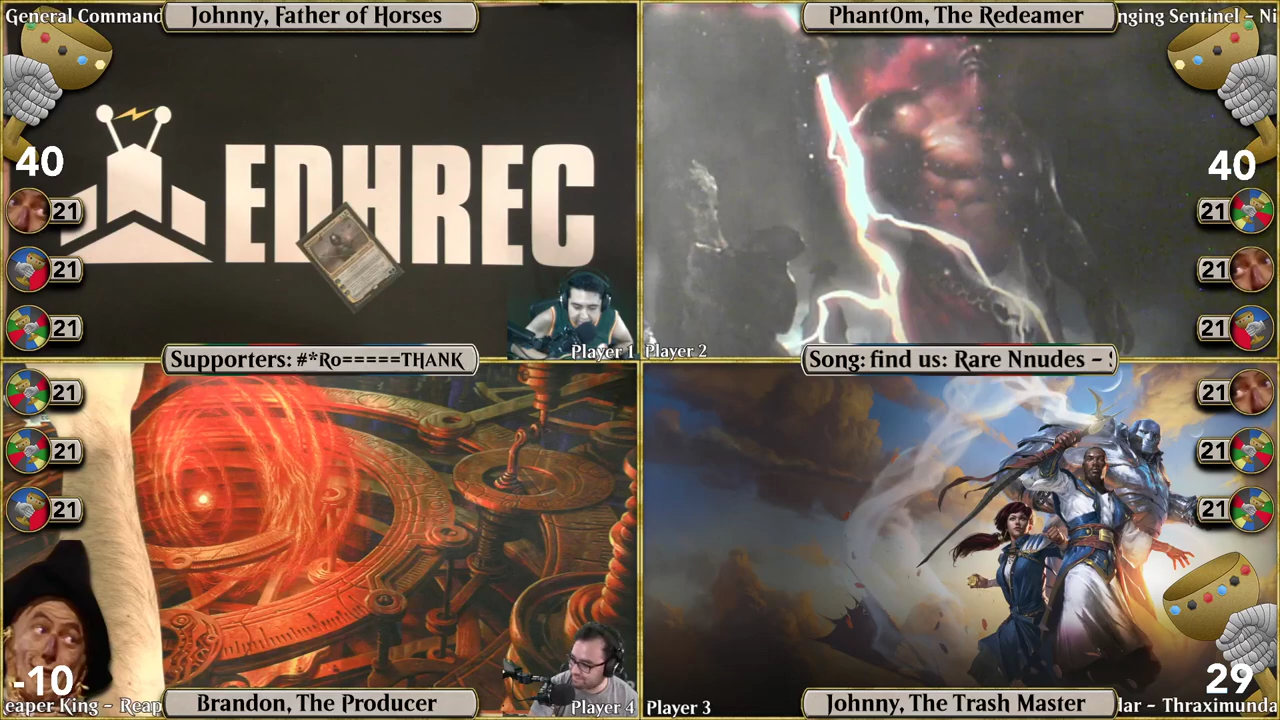 General Command
Johnny, Father of Horses
Phant0m, The Redeamer
nging Sentinel - Ni
40
40
EDHREC
21
21
21
21
21
21
Player 1
Player 2
Supporters: #*Ro=====THANK
Song: find us: Rare Nnudes -
21
21
21
21
21
21
-10
29
eaper King - Reap
Brandon, The Producer
Player 4
Player 3
Johnny, The Trash Master
lar - Thraximunda